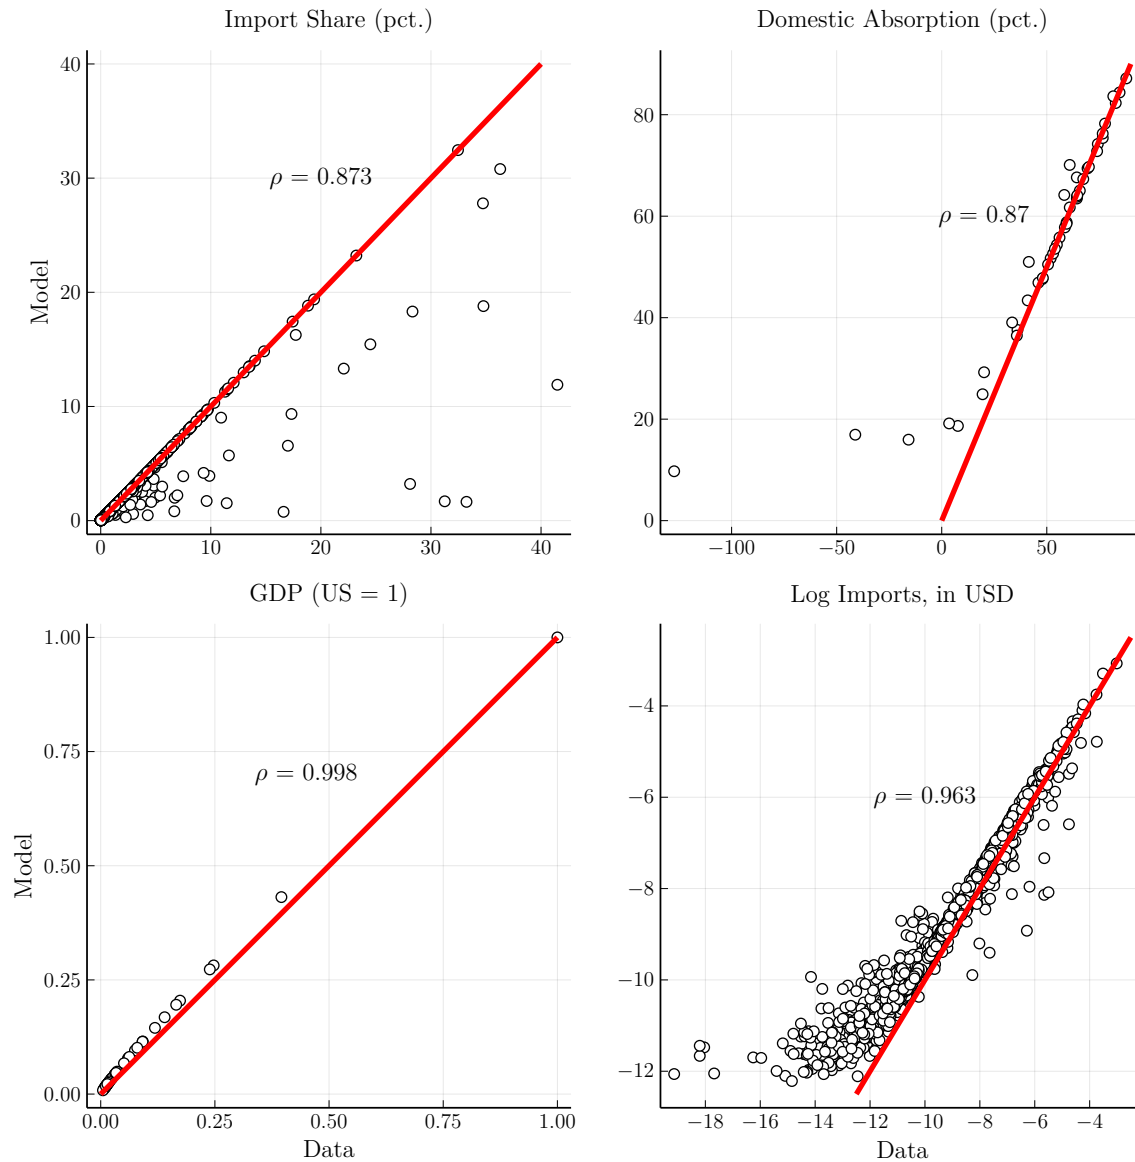 Import Share (pct.)
Model
40
30
20
10
0
ρ = 0.873
0 10 20 30 40
Domestic Absorption (pct.)
80
60
40
20
0
ρ = 0.87
−100 −50 0 50
GDP (US = 1)
Model
1.00
0.75
0.50
0.25
0.00
ρ = 0.998
0.00 0.25 0.50 0.75 1.00
Data
Log Imports, in USD
−4
−6
−8
−10
−12
ρ = 0.963
−18 −16 −14 −12 −10 −8 −6 −4
Data